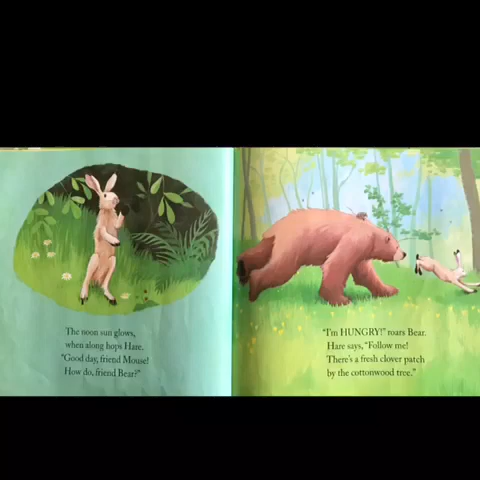 The noon sun glows,
when along hops Hare.
"Good day, friend Mouse!
How do, friend Bear?"
"I'm HUNGRY!" roars Bear.
Hare says, "Follow me!
There's a fresh clover patch
by the cottonwood tree."